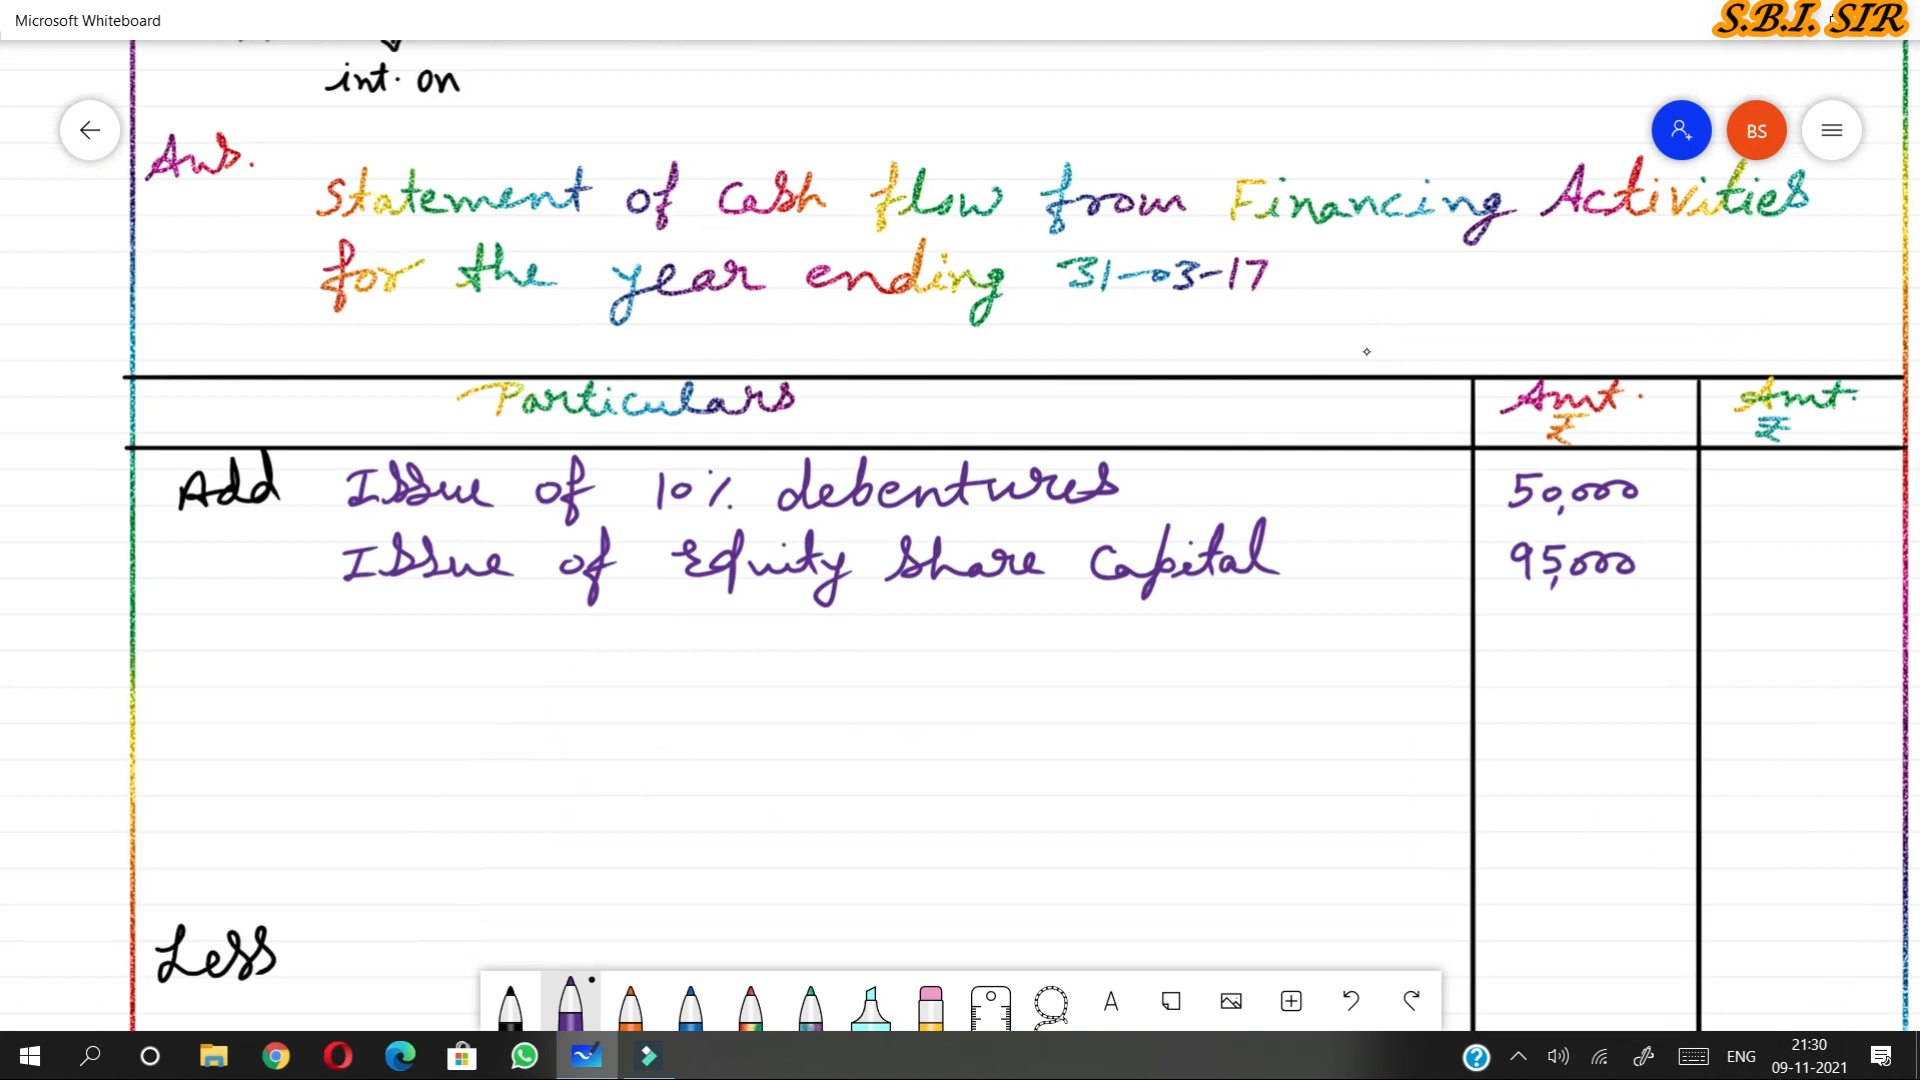 Microsoft Whiteboard
S.B.I. SIR
int. on
BS
Ans.
Statement of Cash flow from Financing Activities
for the year ending 31-03-17
Particulars Amt. ₹ Amt. ₹
Add Issue of 10% debentures 50,000
Issue of Equity Share Capital 95,000
Less
A
ENG
21:30
09-11-2021